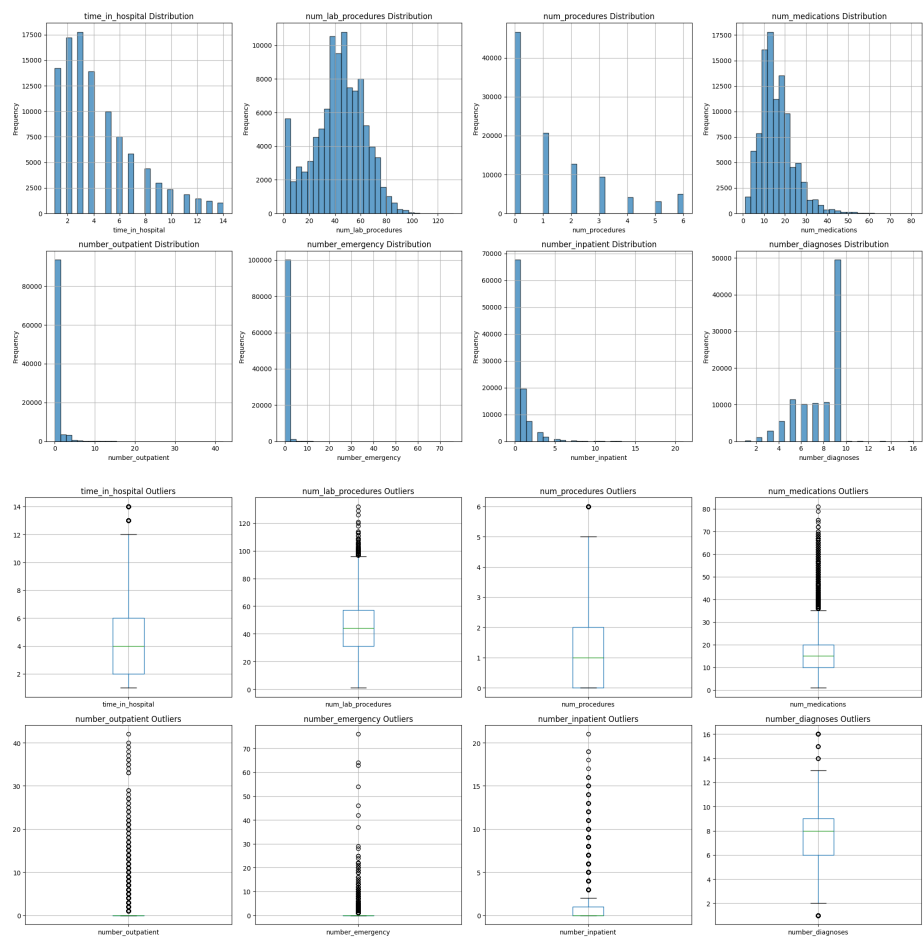 time_in_hospital Distribution
num_lab_procedures Distribution
num_procedures Distribution
num_medications Distribution
Frequency
17500
15000
12500
10000
7500
5000
2500
0
2 4 6 8 10 12 14
time_in_hospital
Frequency
10000
8000
6000
4000
2000
0
0 20 40 60 80 100 120
num_lab_procedures
Frequency
40000
30000
20000
10000
0
0 1 2 3 4 5 6
num_procedures
Frequency
17500
15000
12500
10000
7500
5000
2500
0
0 10 20 30 40 50 60 70 80
num_medications
number_outpatient Distribution
number_emergency Distribution
number_inpatient Distribution
number_diagnoses Distribution
Frequency
80000
60000
40000
20000
0
0 10 20 30 40
number_outpatient
Frequency
100000
80000
60000
40000
20000
0
0 10 20 30 40 50 60 70
number_emergency
Frequency
70000
60000
50000
40000
30000
20000
10000
0
0 5 10 15 20
number_inpatient
Frequency
50000
40000
30000
20000
10000
0
2 4 6 8 10 12 14 16
number_diagnoses
time_in_hospital Outliers
num_lab_procedures Outliers
num_procedures Outliers
num_medications Outliers
14
12
10
8
6
4
2
time_in_hospital
120
100
80
60
40
20
0
num_lab_procedures
6
5
4
3
2
1
0
num_procedures
80
70
60
50
40
30
20
10
0
num_medications
number_outpatient Outliers
number_emergency Outliers
number_inpatient Outliers
number_diagnoses Outliers
40
30
20
10
0
number_outpatient
70
60
50
40
30
20
10
0
number_emergency
20
15
10
5
0
number_inpatient
16
14
12
10
8
6
4
2
number_diagnoses